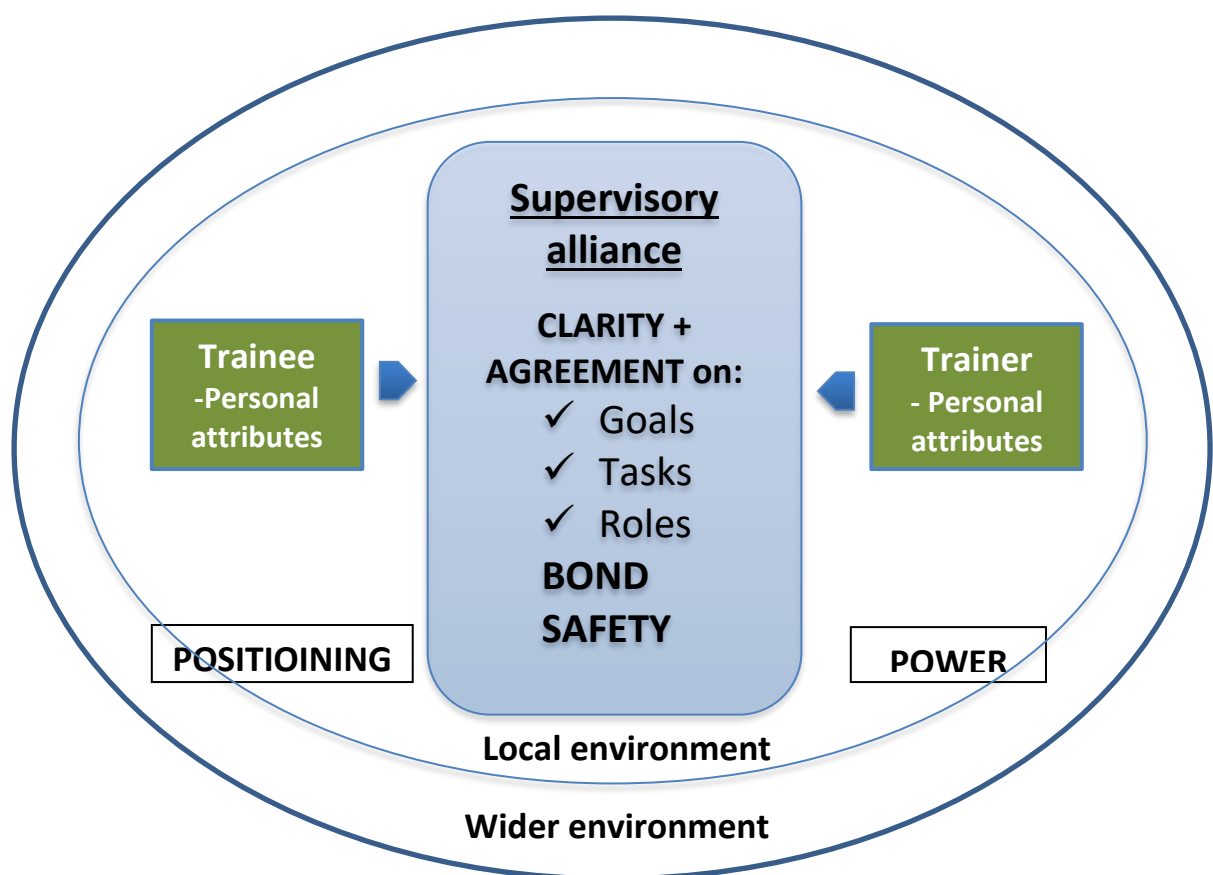 Supervisory
alliance
CLARITY +
AGREEMENT on:
✓ Goals
✓ Tasks
✓ Roles
BOND
SAFETY
Trainee
-Personal
attributes
Trainer
- Personal
attributes
POSITIOINING
POWER
Local environment
Wider environment